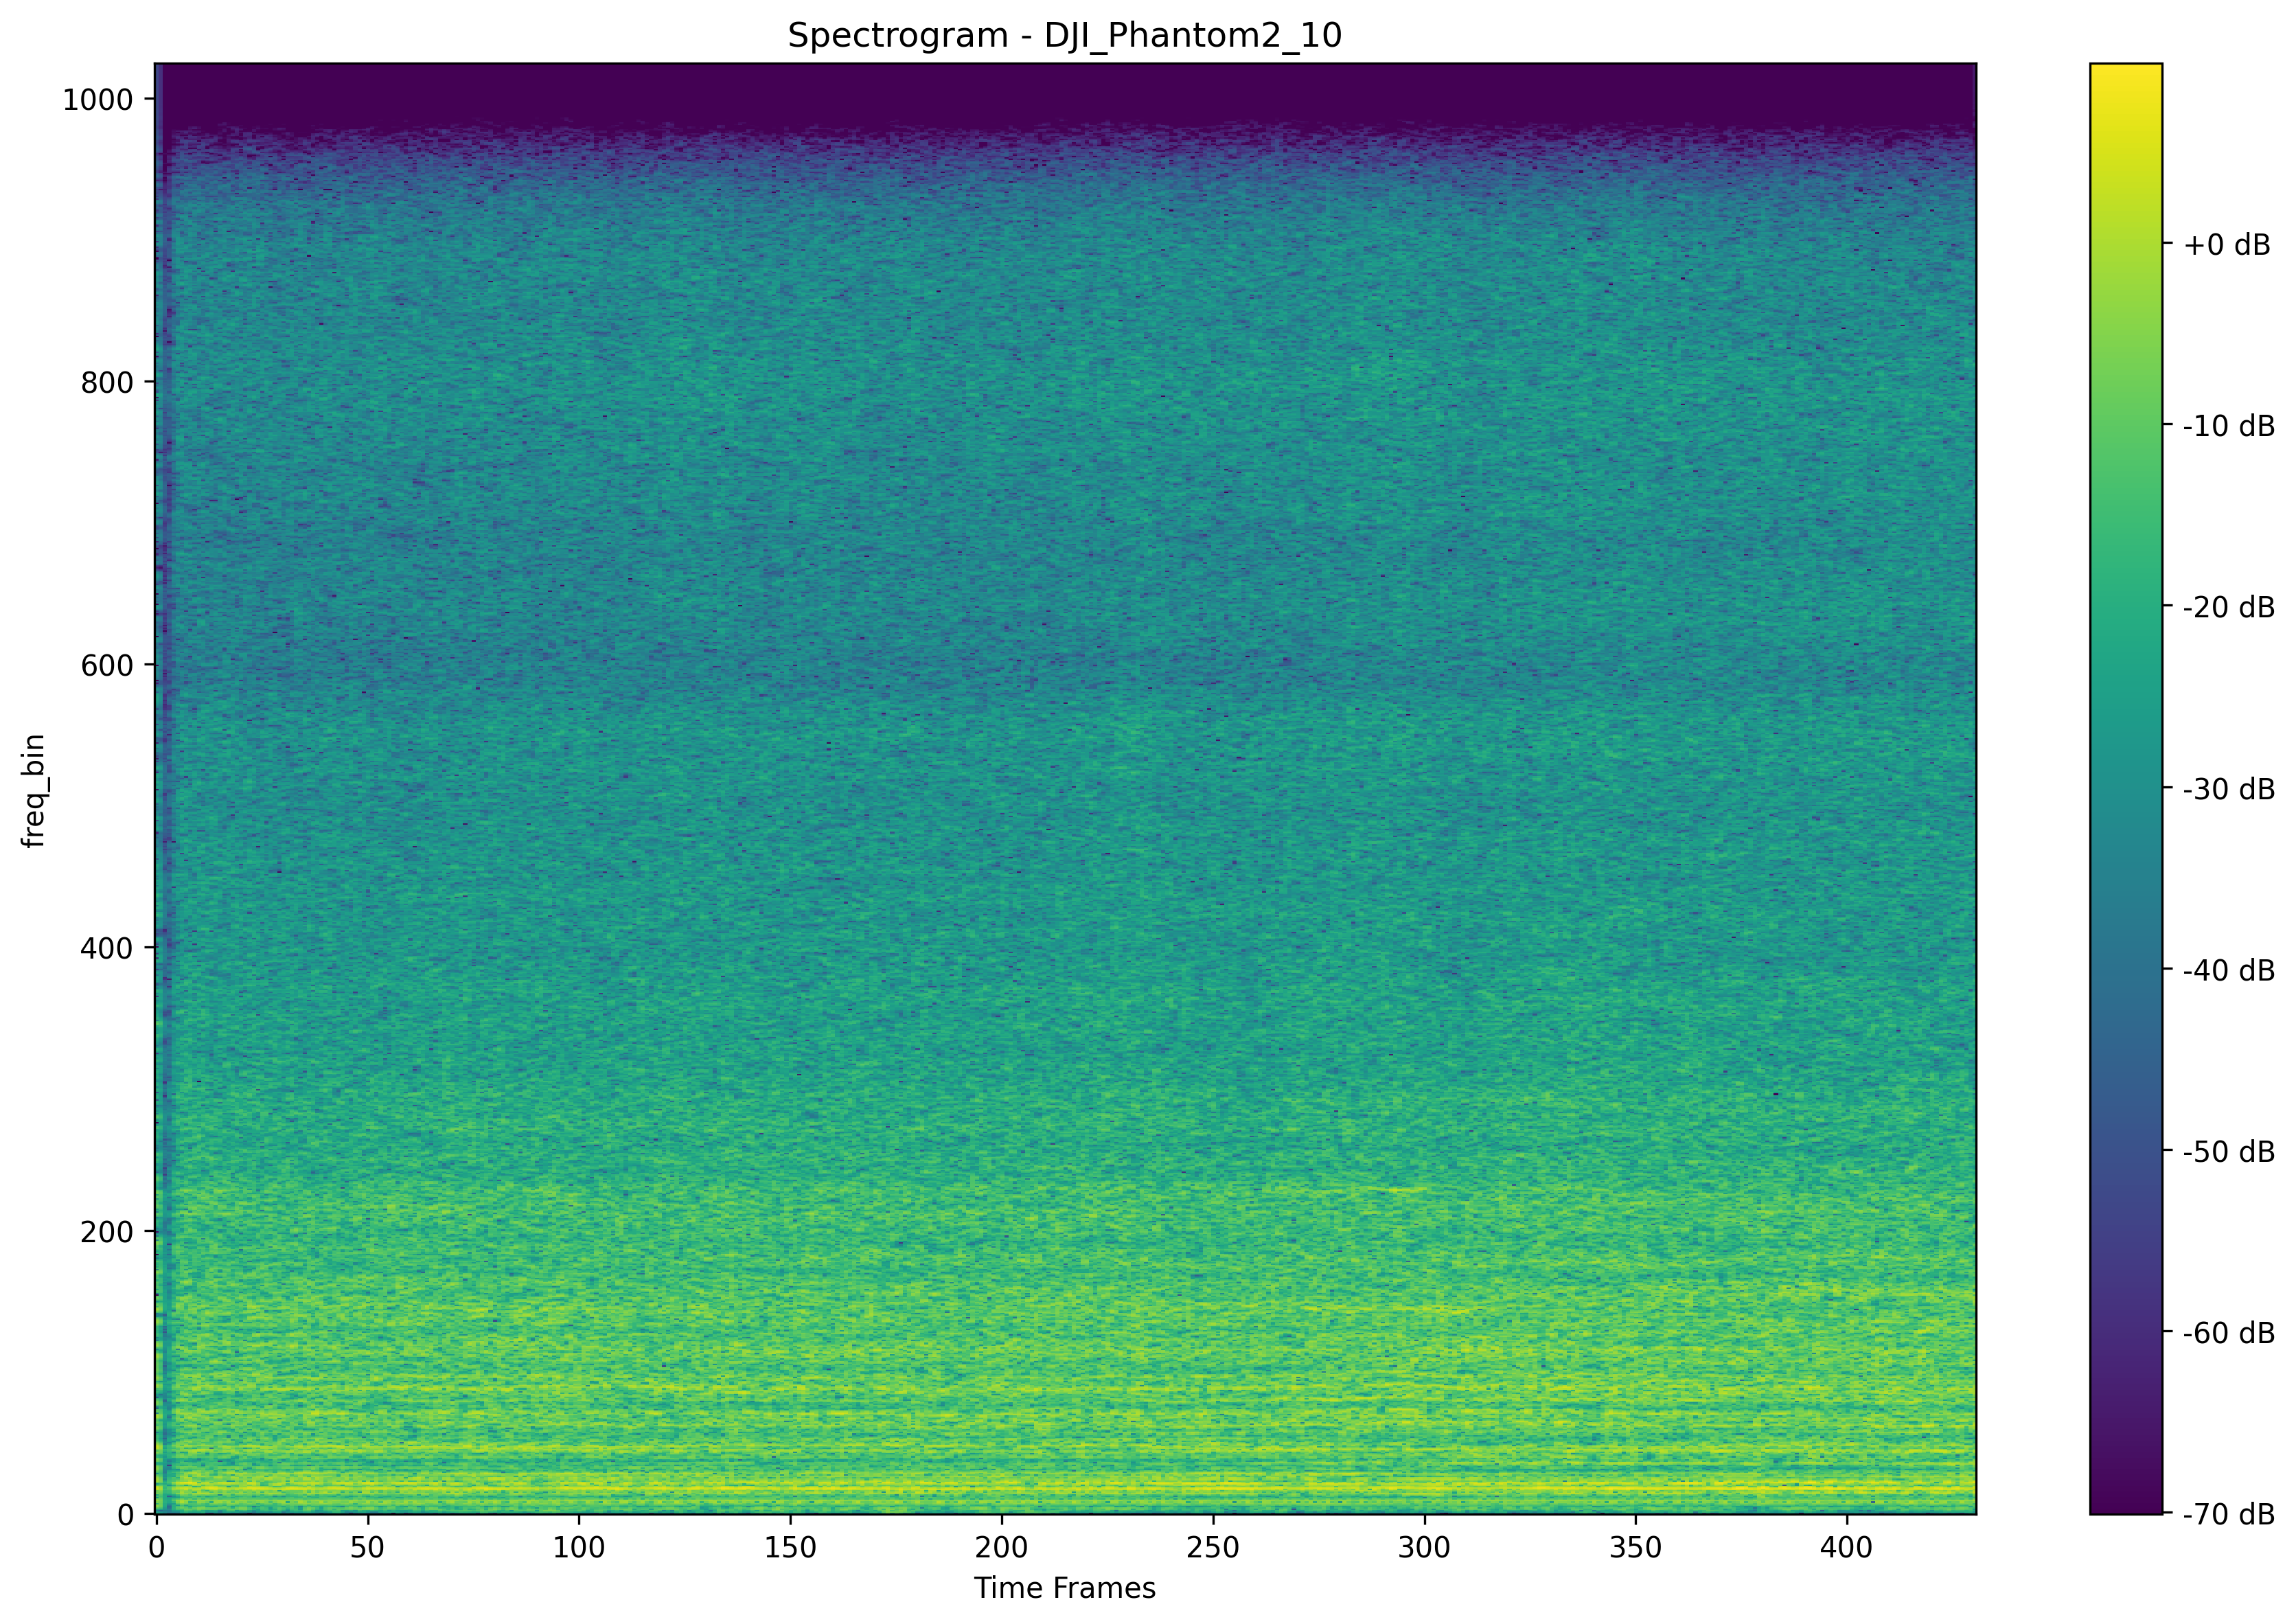 Spectrogram - DJI_Phantom2_10
1000
800
600
400
200
0
freq_bin
0 50 100 150 200 250 300 350 400
Time Frames
+0 dB
-10 dB
-20 dB
-30 dB
-40 dB
-50 dB
-60 dB
-70 dB